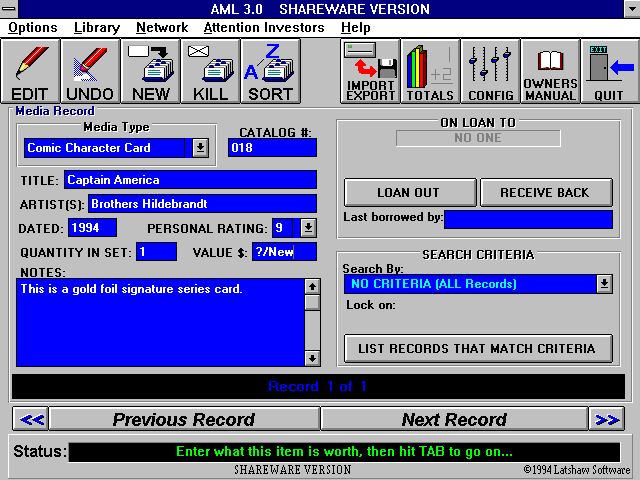 AML 3.0 SHAREWARE VERSION
Options Library Network Attention Investors Help
EDIT UNDO NEW KILL A Z SORT IMPORT EXPORT 1 +2 TOTALS CONFIG OWNERS MANUAL EXIT QUIT
Media Record
Media Type
Comic Character Card
CATALOG #:
018
TITLE: Captain America
ARTIST(S): Brothers Hildebrandt
DATED: 1994 PERSONAL RATING: 9
QUANTITY IN SET: 1 VALUE $: ?/New
NOTES:
This is a gold foil signature series card.
ON LOAN TO
NO ONE
LOAN OUT RECEIVE BACK
Last borrowed by:
SEARCH CRITERIA
Search By:
NO CRITERIA (ALL Records)
Lock on:
LIST RECORDS THAT MATCH CRITERIA
Record 1 of 1
<< Previous Record Next Record >>
Status: Enter what this item is worth, then hit TAB to go on...
SHAREWARE VERSION ©1994 Latshaw Software